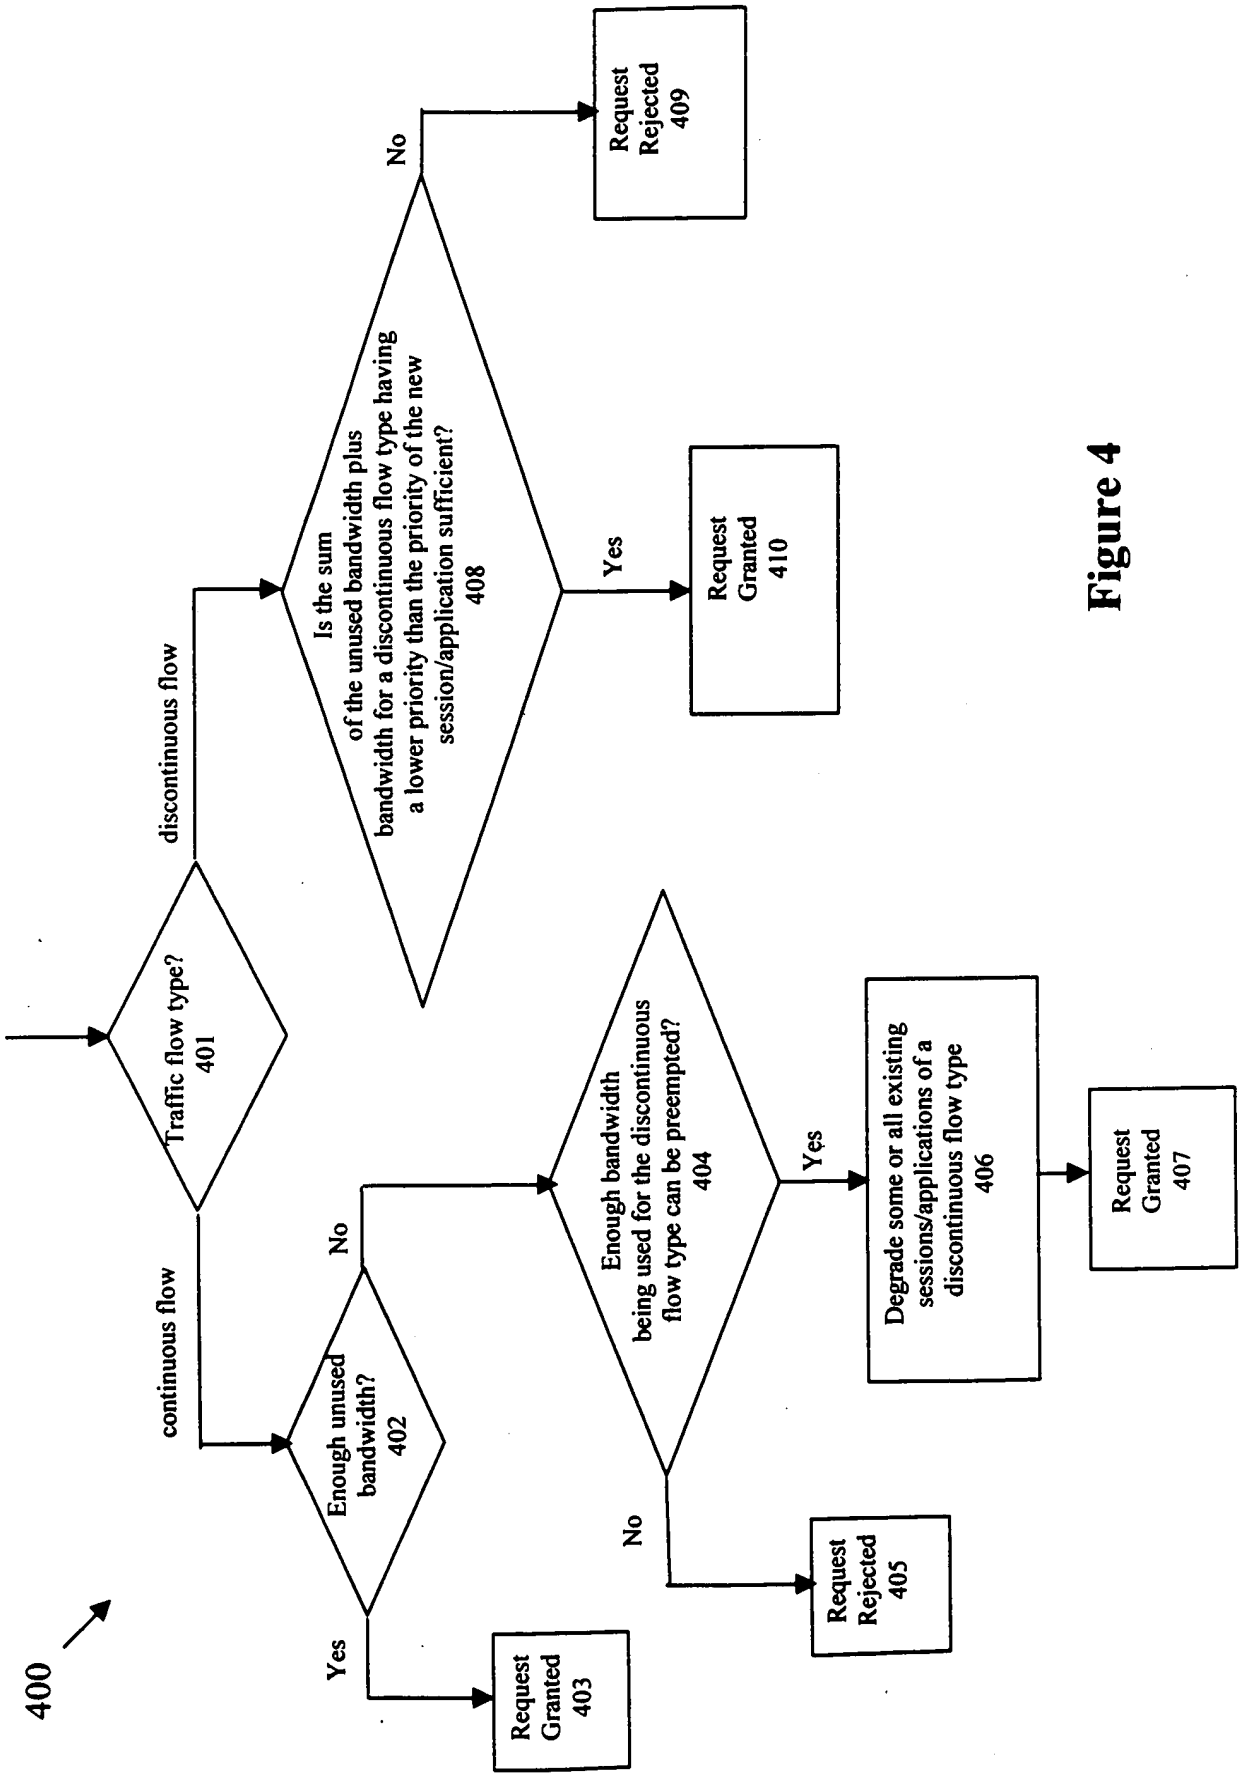 400
Traffic flow type?
401
continuous flow
discontinuous flow
Enough unused
bandwidth?
402
Yes
No
Request
Granted
403
Enough bandwidth
being used for the discontinuous
flow type can be preempted?
404
No
Yes
Request
Rejected
405
Degrade some or all existing
sessions/applications of a
discontinuous flow type
406
Request
Granted
407
Is the sum
of the unused bandwidth plus
bandwidth for a discontinuous flow type having
a lower priority than the priority of the new
session/application sufficient?
408
No
Yes
Request
Rejected
409
Request
Granted
410
Figure 4